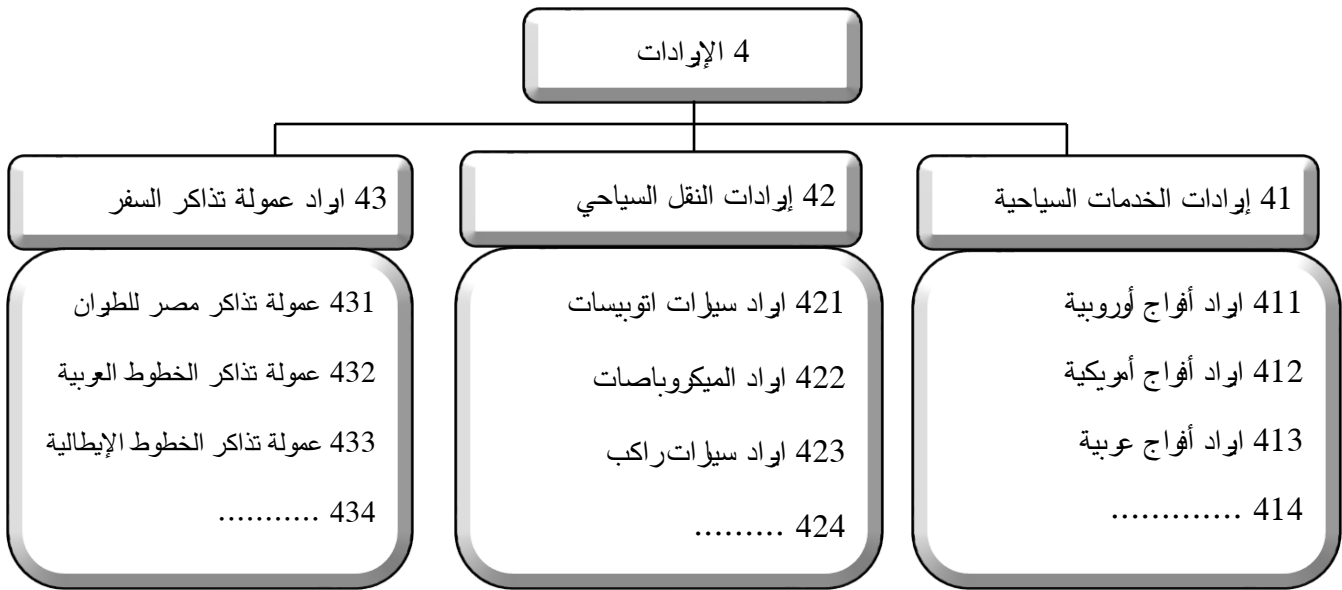 4 الإيرادات
41 إيرادات الخدمات السياحية
411 ايراد أفواج أوروبية
412 ايراد أفواج أمريكية
413 ايراد أفواج عربية
414 .............
42 إيرادات النقل السياحي
421 ايراد سيارات اتوبيسات
422 ايراد الميكروباصات
423 ايراد سيارات راكب
424 .........
43 ايراد عمولة تذاكر السفر
431 عمولة تذاكر مصر للطيران
432 عمولة تذاكر الخطوط العربية
433 عمولة تذاكر الخطوط الإيطالية
434 ...........